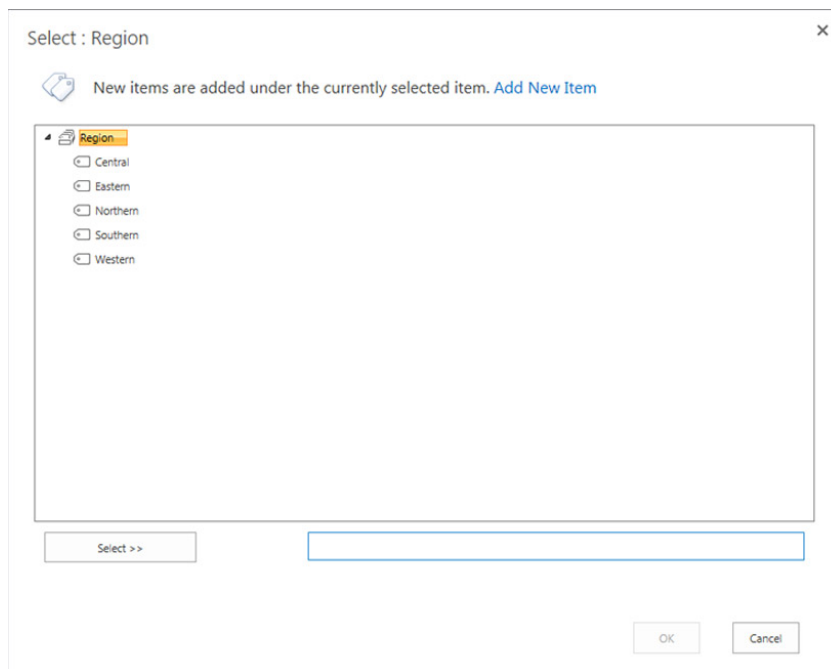 Select : Region
New items are added under the currently selected item. Add New Item
Region
Central
Eastern
Northern
Southern
Western
Select >>
OK
Cancel